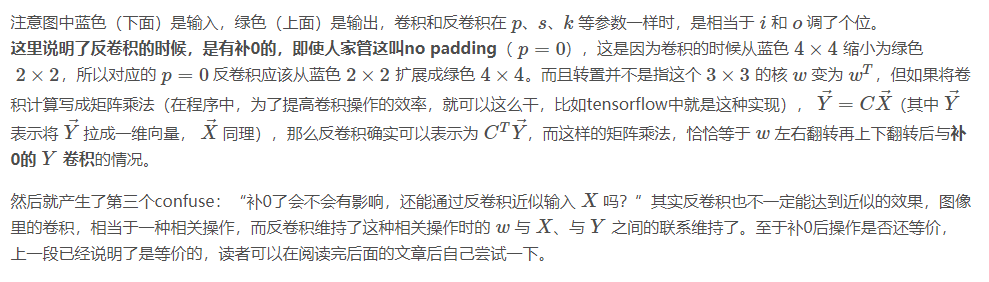 注意图中蓝色（下面）是输入，绿色（上面）是输出，卷积和反卷积在 p、s、k 等参数一样时，是相当于 i 和 o 调了个位。
这里说明了反卷积的时候，是有补0的，即使人家管这叫no padding（ p = 0），这是因为卷积的时候从蓝色 4 × 4 缩小为绿色
2 × 2，所以对应的 p = 0 反卷积应该从蓝色 2 × 2 扩展成绿色 4 × 4。而且转置并不是指这个 3 × 3 的核 w 变为 w^T，但如果将卷
积计算写成矩阵乘法（在程序中，为了提高卷积操作的效率，就可以这么干，比如tensorflow中就是这种实现）， \vec{Y} = C\vec{X}（其中 \vec{Y}
表示将 \vec{Y} 拉成一维向量， \vec{X} 同理），那么反卷积确实可以表示为 C^T\vec{Y}，而这样的矩阵乘法，恰恰等于 w 左右翻转再上下翻转后与补
0的 Y 卷积的情况。
然后就产生了第三个confuse：“补0了会不会有影响，还能通过反卷积近似输入 X 吗？”其实反卷积也不一定能达到近似的效果，图像
里的卷积，相当于一种相关操作，而反卷积维持了这种相关操作时的 w 与 X、与 Y 之间的联系维持了。至于补0后操作是否还等价，
上一段已经说明了是等价的，读者可以在阅读完后面的文章后自己尝试一下。